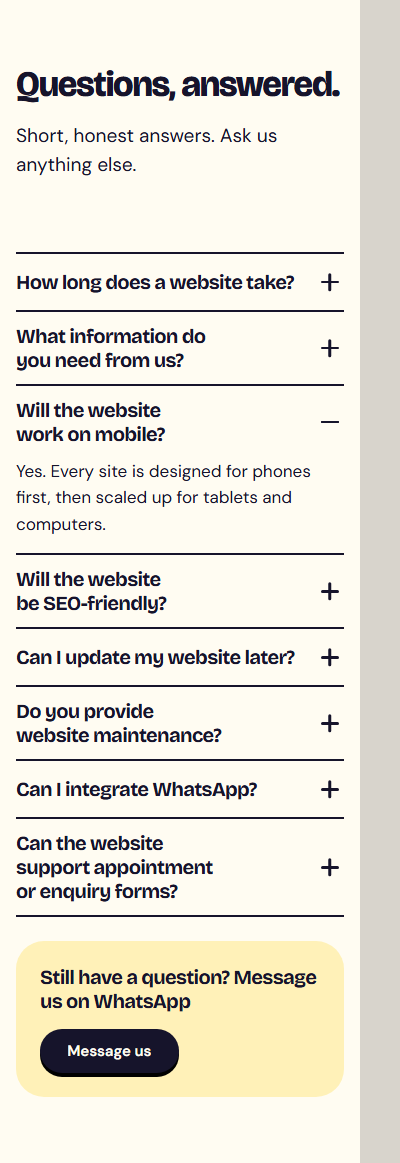 Questions, answered.
Short, honest answers. Ask us
anything else.
How long does a website take?
What information do
you need from us?
Will the website
work on mobile?
Yes. Every site is designed for phones
first, then scaled up for tablets and
computers.
Will the website
be SEO-friendly?
Can I update my website later?
Do you provide
website maintenance?
Can I integrate WhatsApp?
Can the website
support appointment
or enquiry forms?
Still have a question? Message
us on WhatsApp
Message us